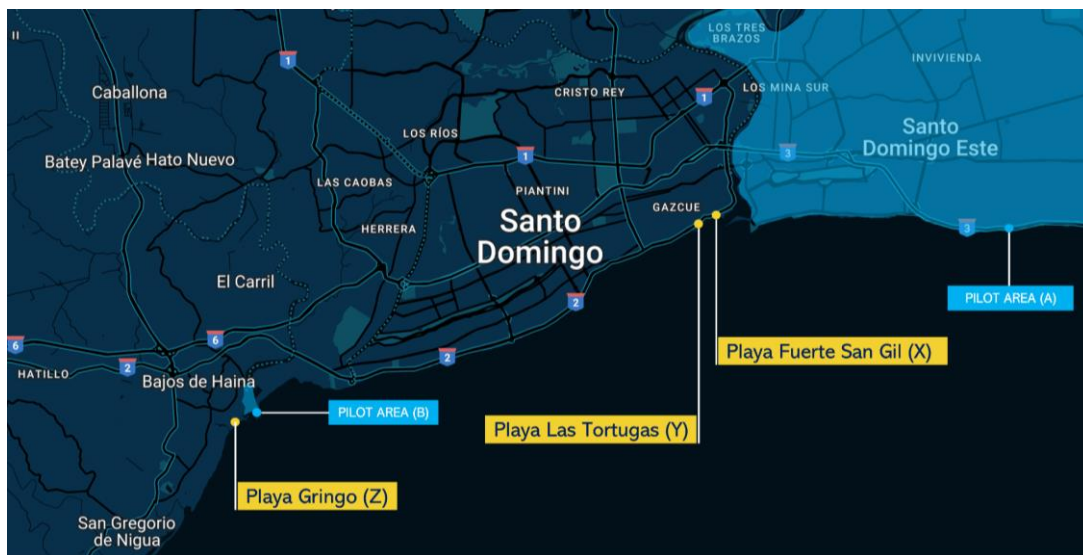 II
LOS TRES
BRAZOS
INVIVIENDA
1
Caballona
CRISTO REY
LOS MINA SUR
1
LOS RÍOS
Santo
Domingo Este
Batey Palavé
Hato Nuevo
1
3
LAS CAOBAS
PIANTINI
GAZCUE
HERRERA
Santo
Domingo
3
El Carril
PILOT AREA (A)
2
6
6
2
2
HATILLO
Playa Fuerte San Gil (X)
Bajos de Haina
PILOT AREA (B)
Playa Las Tortugas (Y)
Playa Gringo (Z)
San Gregorio
de Nigua